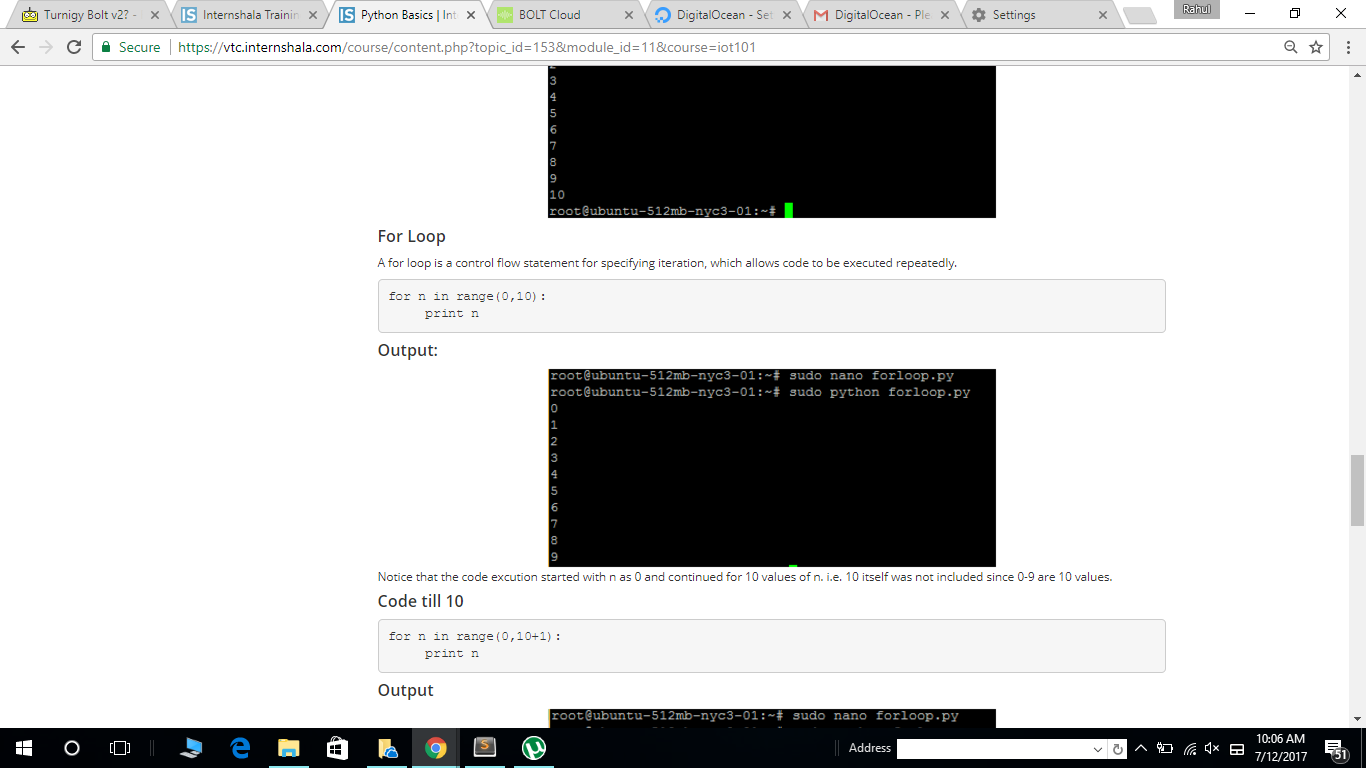 Turnigy Bolt v2? -
Internshala Trainin
Python Basics | Int
BOLT Cloud
DigitalOcean - Set
DigitalOcean - Ple
Settings
Rahul
Secure
https://vtc.internshala.com/course/content.php?topic_id=153&module_id=11&course=iot101
3
4
5
6
7
8
9
10
root@ubuntu-512mb-nyc3-01:~#
For Loop
A for loop is a control flow statement for specifying iteration, which allows code to be executed repeatedly.
for n in range(0,10):
print n
Output:
root@ubuntu-512mb-nyc3-01:~# sudo nano forloop.py
root@ubuntu-512mb-nyc3-01:~# sudo python forloop.py
0
1
2
3
4
5
6
7
8
9
Notice that the code excution started with n as 0 and continued for 10 values of n. i.e. 10 itself was not included since 0-9 are 10 values.
Code till 10
for n in range(0,10+1):
print n
Output
root@ubuntu-512mb-nyc3-01:~# sudo nano forloop.py
Address
10:06 AM
7/12/2017
51